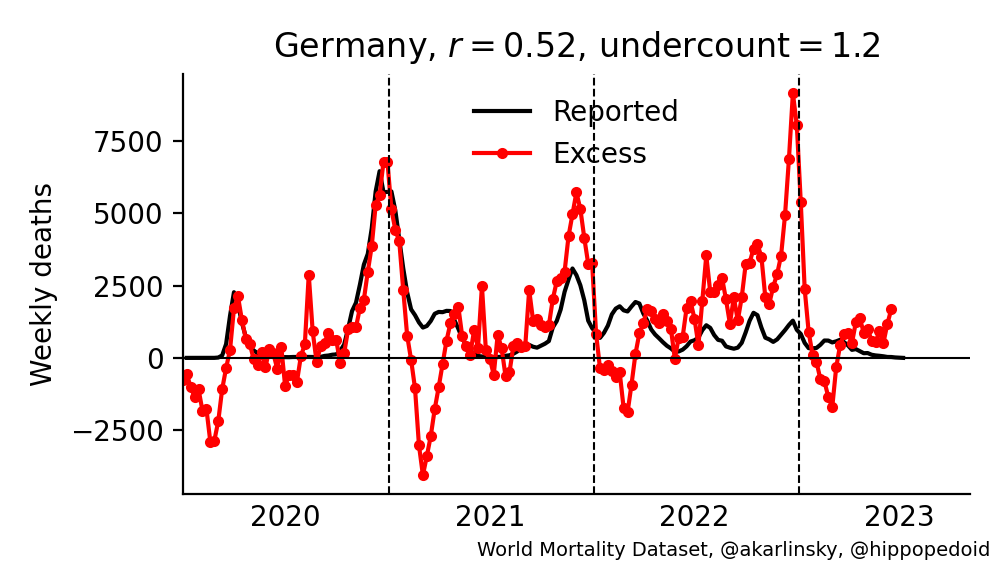 Germany, r = 0.52, undercount = 1.2
Reported
Excess
Weekly deaths
7500
5000
2500
0
−2500
2020 2021 2022 2023
World Mortality Dataset, @akarlinsky, @hippopedoid